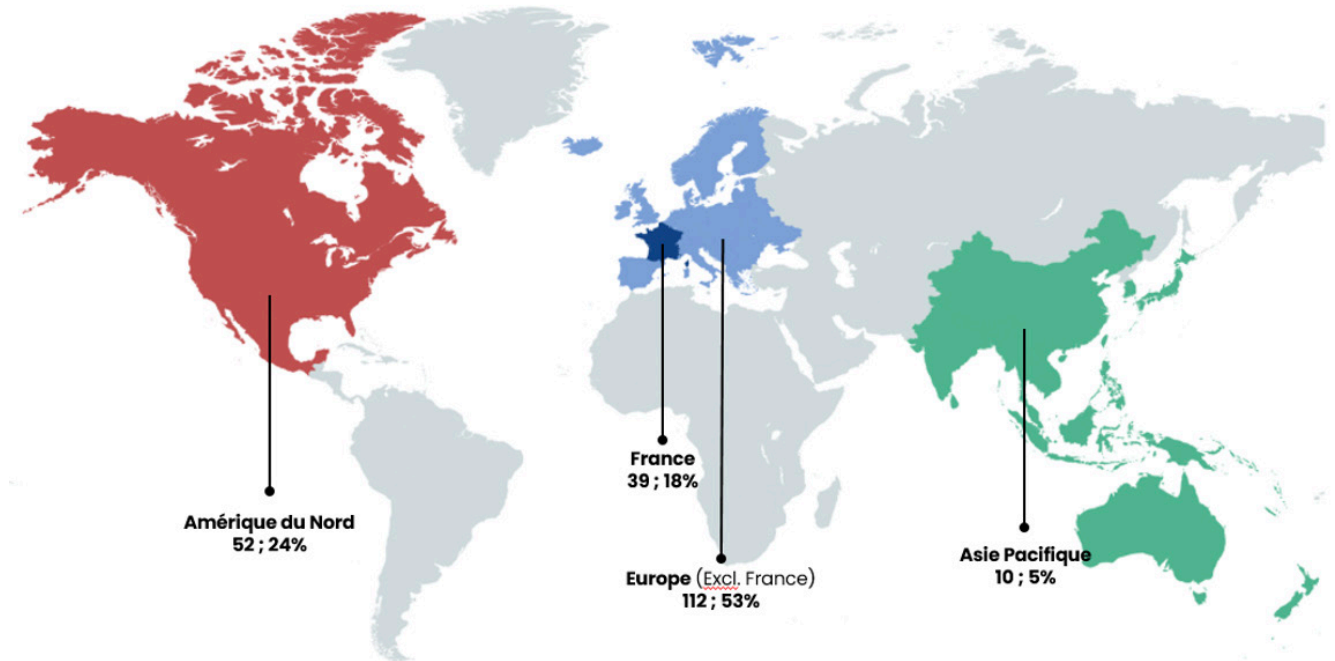 Amérique du Nord
52 ; 24%
France
39 ; 18%
Europe (Excl. France)
112 ; 53%
Asie Pacifique
10 ; 5%